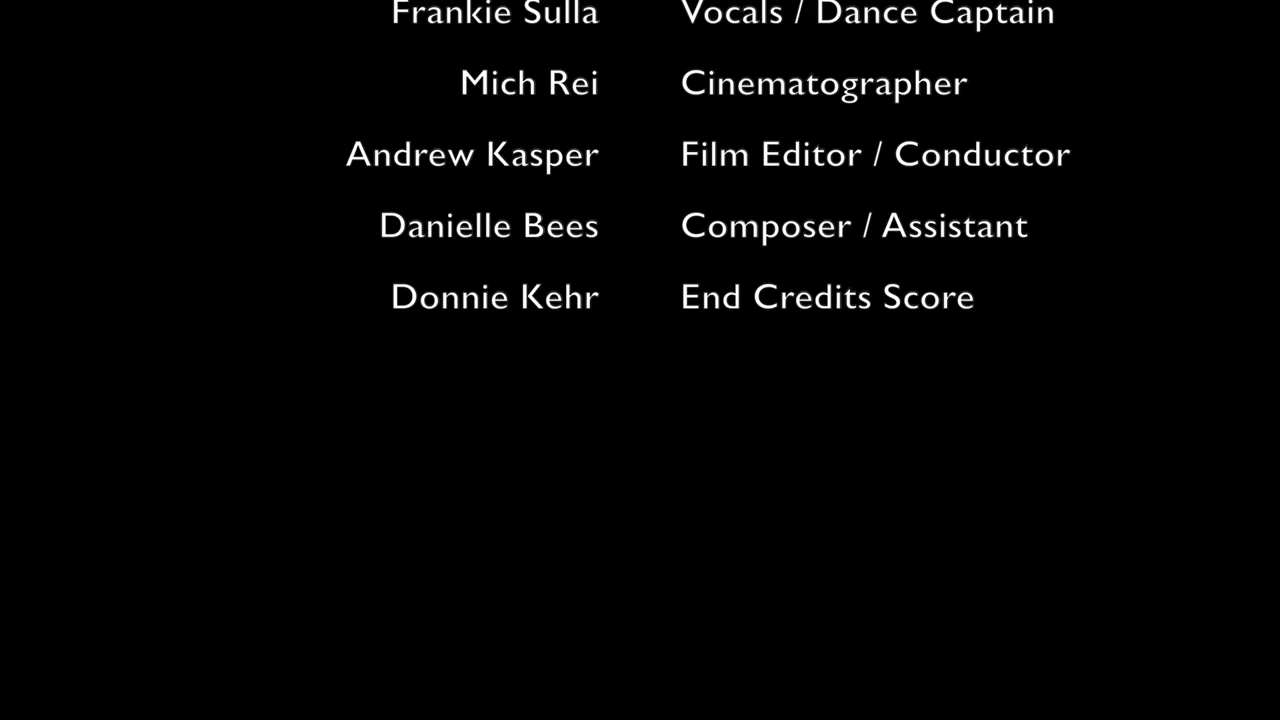 Frankie Sulla Vocals / Dance Captain
Mich Rei Cinematographer
Andrew Kasper Film Editor / Conductor
Danielle Bees Composer / Assistant
Donnie Kehr End Credits Score